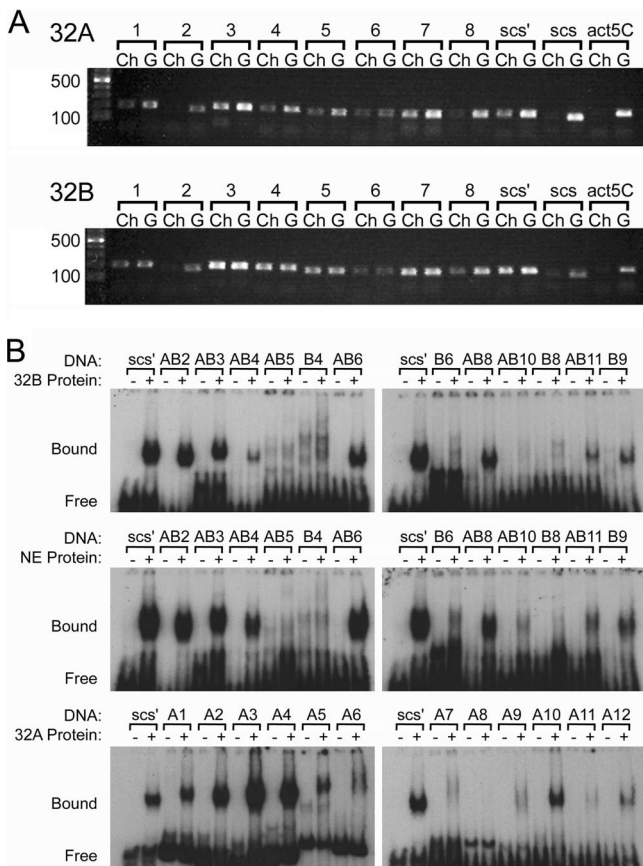 A
32A
1 2 3 4 5 6 7 8 scs' scs act5C
Ch G Ch G Ch G Ch G Ch G Ch G Ch G Ch G Ch G Ch G Ch G
500
100
32B
1 2 3 4 5 6 7 8 scs' scs act5C
Ch G Ch G Ch G Ch G Ch G Ch G Ch G Ch G Ch G Ch G Ch G
500
100
B
DNA: scs' AB2 AB3 AB4 AB5 B4 AB6 scs' B6 AB8 AB10 B8 AB11 B9
32B Protein: - + - + - + - + - + - + - + - + - + - + - + - + - + - +
Bound
Free
DNA: scs' AB2 AB3 AB4 AB5 B4 AB6 scs' B6 AB8 AB10 B8 AB11 B9
NE Protein: - + - + - + - + - + - + - + - + - + - + - + - + - + - +
Bound
Free
DNA: scs' A1 A2 A3 A4 A5 A6 scs' A7 A8 A9 A10 A11 A12
32A Protein: - + - + - + - + - + - + - + - + - + - + - + - + - + - +
Bound
Free